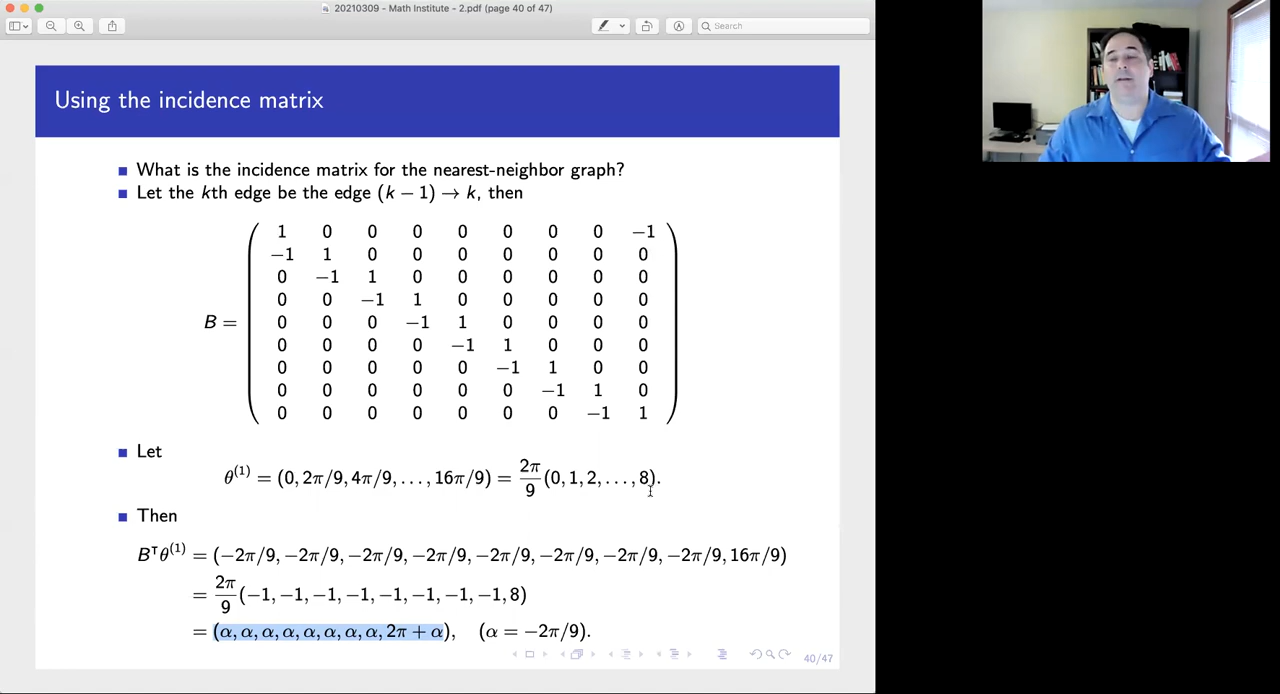 20210309 - Math Institute - 2.pdf (page 40 of 47)
Search
Using the incidence matrix
What is the incidence matrix for the nearest-neighbor graph?
Let the kth edge be the edge (k − 1) → k, then
1 0 0 0 0 0 0 0 −1
−1 1 0 0 0 0 0 0 0
0 −1 1 0 0 0 0 0 0
0 0 −1 1 0 0 0 0 0
B = 0 0 0 −1 1 0 0 0 0
0 0 0 0 −1 1 0 0 0
0 0 0 0 0 −1 1 0 0
0 0 0 0 0 0 −1 1 0
0 0 0 0 0 0 0 −1 1
Let
θ⁽¹⁾ = (0, 2π/9, 4π/9, . . . , 16π/9) = 2π/9 (0, 1, 2, . . . , 8).
Then
Bᵀθ⁽¹⁾ = (−2π/9, −2π/9, −2π/9, −2π/9, −2π/9, −2π/9, −2π/9, −2π/9, 16π/9)
= 2π/9 (−1, −1, −1, −1, −1, −1, −1, −1, 8)
= (α, α, α, α, α, α, α, α, 2π + α), (α = −2π/9).
40/47